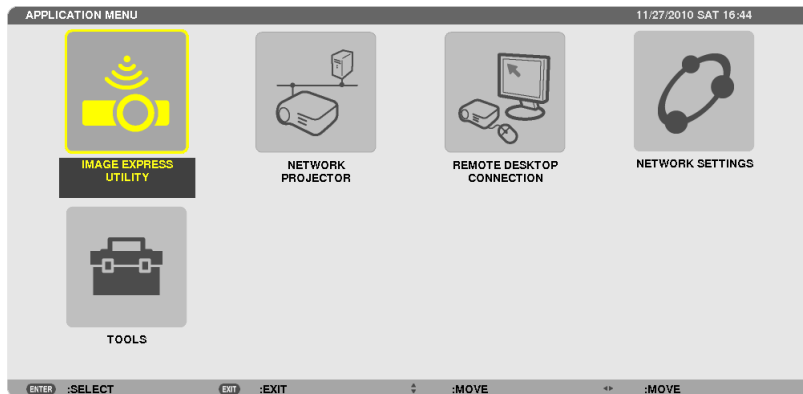 APPLICATION MENU
11/27/2010 SAT 16:44
IMAGE EXPRESS
UTILITY
NETWORK
PROJECTOR
REMOTE DESKTOP
CONNECTION
NETWORK SETTINGS
TOOLS
ENTER :SELECT
EXIT :EXIT
:MOVE
:MOVE